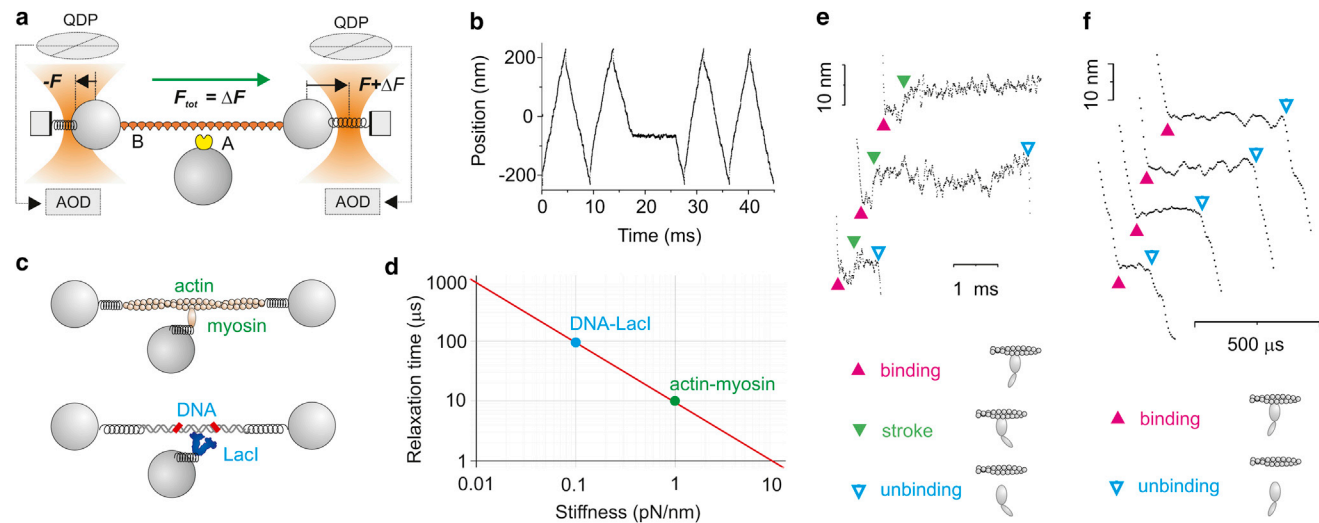 a
QDP
QDP
-F
F+ΔF
F tot = ΔF
B
A
AOD
AOD
b
Position (nm)
200
0
-200
0
10
20
30
40
Time (ms)
c
actin
myosin
DNA
LacI
d
Relaxation time (μs)
1000
100
10
1
DNA-LacI
actin-myosin
0.01
0.1
1
10
Stiffness (pN/nm)
e
10 nm
1 ms
binding
stroke
unbinding
f
10 nm
500 μs
binding
unbinding